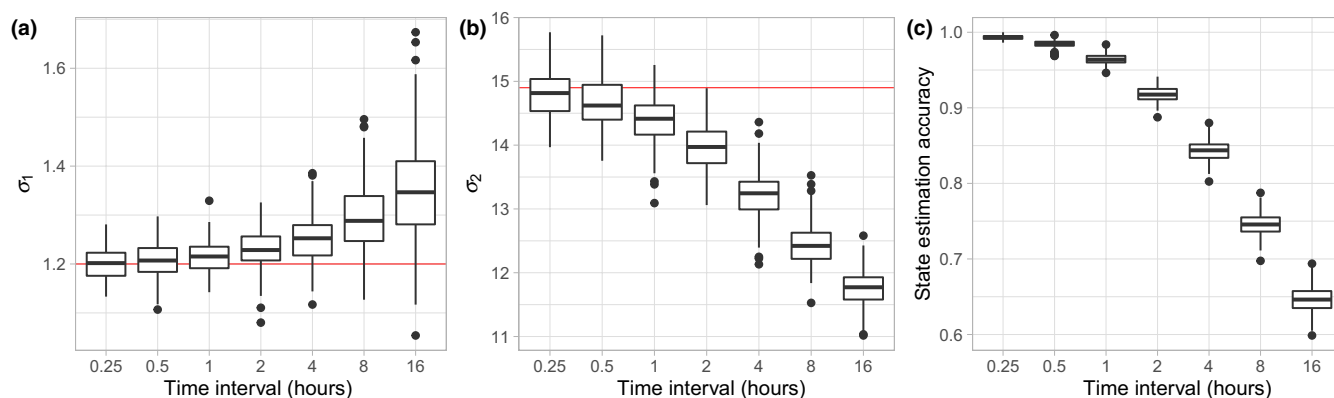 (a)
σ1
1.6
1.4
1.2
0.25 0.5 1 2 4 8 16
Time interval (hours)
(b)
σ2
16
15
14
13
12
11
0.25 0.5 1 2 4 8 16
Time interval (hours)
(c)
State estimation accuracy
1.0
0.9
0.8
0.7
0.6
0.25 0.5 1 2 4 8 16
Time interval (hours)